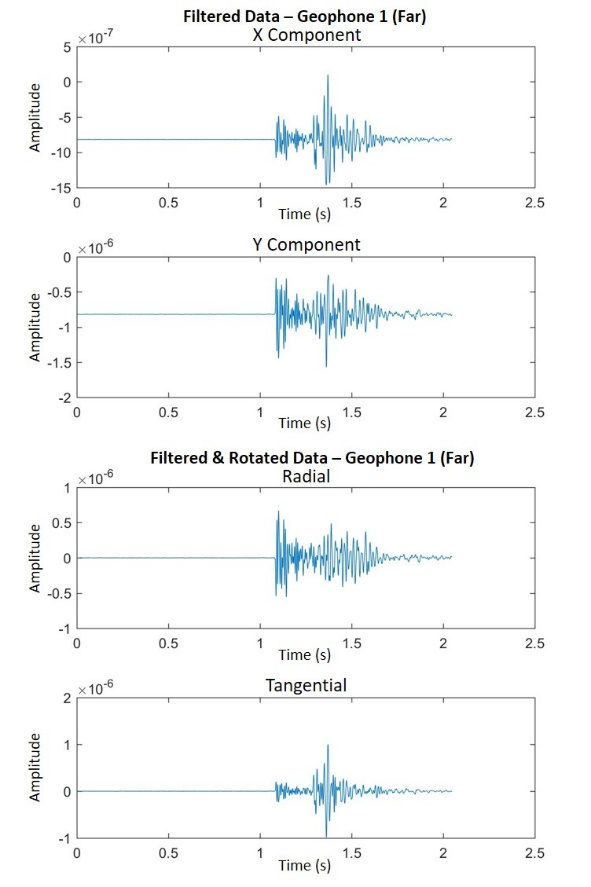 Filtered Data – Geophone 1 (Far)
X Component
×10⁻⁷
5
0
-5
-10
-15
Amplitude
0 0.5 1 1.5 2 2.5
Time (s)
Y Component
×10⁻⁶
0
-0.5
-1
-1.5
-2
Amplitude
0 0.5 1 1.5 2 2.5
Time (s)
Filtered & Rotated Data – Geophone 1 (Far)
Radial
×10⁻⁶
1
0.5
0
-0.5
-1
Amplitude
0 0.5 1 1.5 2 2.5
Time (s)
Tangential
×10⁻⁶
2
1
0
-1
Amplitude
0 0.5 1 1.5 2 2.5
Time (s)